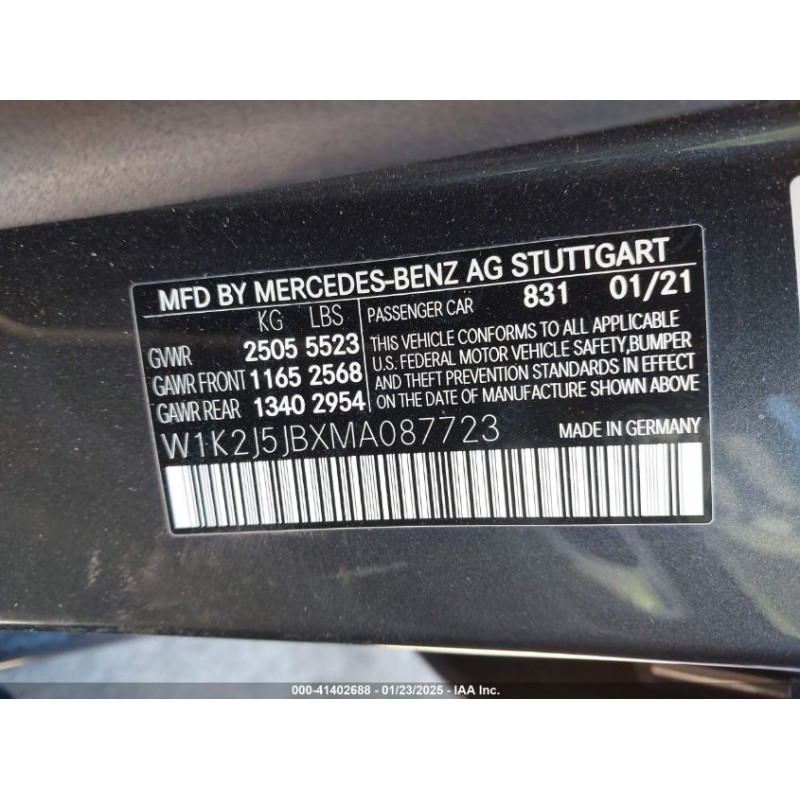 MFD BY MERCEDES-BENZ AG STUTTGART
KG LBS
PASSENGER CAR 831 01/21
GVWR 2505 5523
GAWR FRONT 1165 2568
GAWR REAR 1340 2954
THIS VEHICLE CONFORMS TO ALL APPLICABLE
U.S. FEDERAL MOTOR VEHICLE SAFETY,BUMPER
AND THEFT PREVENTION STANDARDS IN EFFECT
ON THE DATE OF MANUFACTURE SHOWN ABOVE
W1K2J5JBXMA087723
MADE IN GERMANY
000-41402688 - 01/23/2025 - IAA Inc.